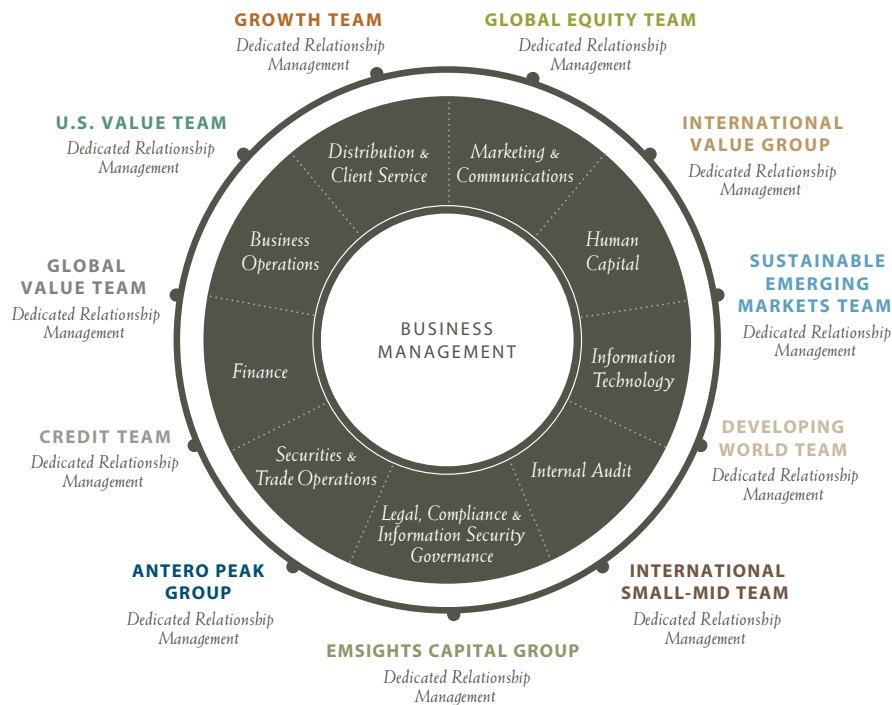 GROWTH TEAM
Dedicated Relationship
Management
GLOBAL EQUITY TEAM
Dedicated Relationship
Management
U.S. VALUE TEAM
Dedicated Relationship
Management
INTERNATIONAL
VALUE GROUP
Dedicated Relationship
Management
GLOBAL
VALUE TEAM
Dedicated Relationship
Management
SUSTAINABLE
EMERGING
MARKETS TEAM
Dedicated Relationship
Management
CREDIT TEAM
Dedicated Relationship
Management
DEVELOPING
WORLD TEAM
Dedicated Relationship
Management
ANTERO PEAK
GROUP
Dedicated Relationship
Management
INTERNATIONAL
SMALL-MID TEAM
Dedicated Relationship
Management
EMSIGHTS CAPITAL GROUP
Dedicated Relationship
Management
Distribution &
Client Service
Marketing &
Communications
Business
Operations
Human
Capital
Finance
Information
Technology
Securities &
Trade Operations
Internal Audit
Legal, Compliance &
Information Security
Governance
BUSINESS
MANAGEMENT